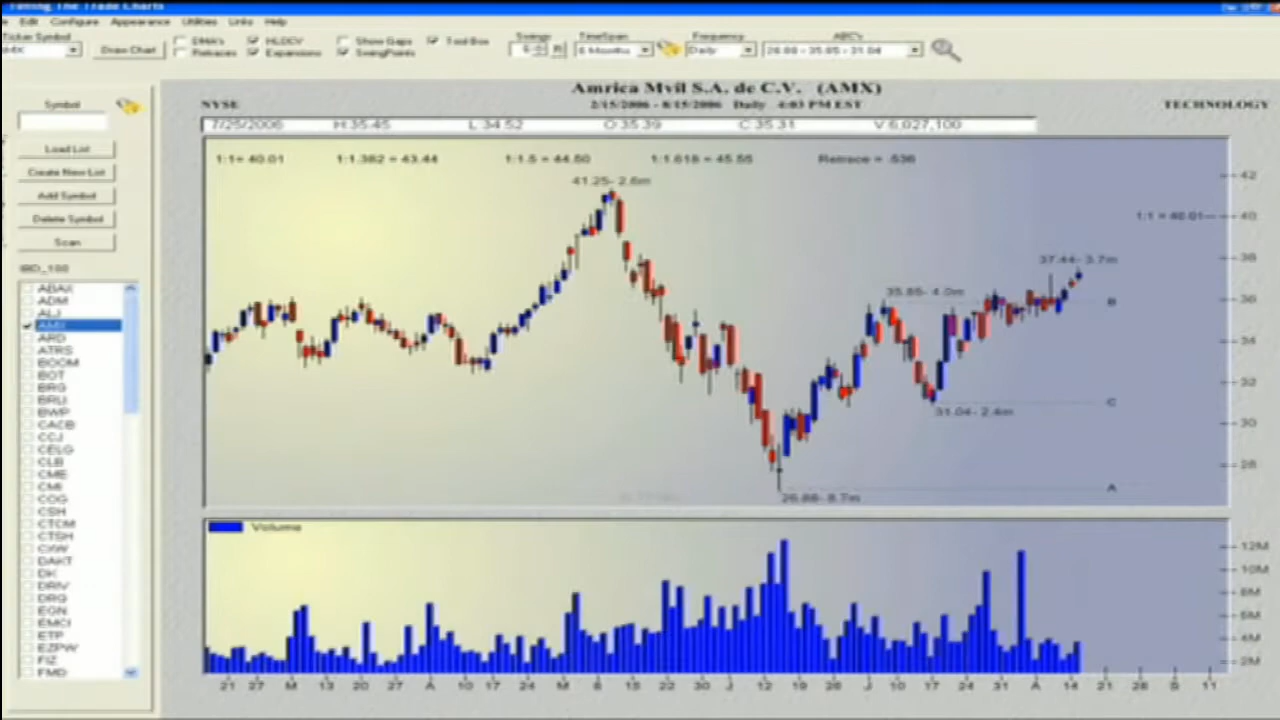 Timing The Trade Charts
Edit Configure Appearance Utilities Links Help
Ticker Symbol
AMX
Draw Chart
DMA's
Retraces
HLOCV
Expansions
Show Gaps
SwingPoints
Tool Box
Swings
TimeSpan
6 Months
Frequency
Daily
ABC's
26.88 - 35.85 - 31.04
Symbol
Load List
Create New List
Add Symbol
Delete Symbol
Scan
IBD_100
ABAX
ADM
ALJ
AMX
ARD
ATRS
BOOM
BOT
BRG
BRLI
BWP
CACB
CCJ
CELG
CLB
CME
CMI
COG
CSH
CTCM
CTSH
CXW
DAKT
DK
DRIV
DRQ
EGN
EMCI
ETP
EZPW
FIZ
FMD
Amrica Mvil S.A. de C.V. (AMX)
NYSE
2/15/2006 - 8/15/2006 Daily 4:03 PM EST
TECHNOLOGY
7/25/2006 H:35.45 L:34.52 O:35.39 C:35.31 V:6,027,100
1:1= 40.01 1:1.382 = 43.44 1:1.5 = 44.50 1:1.618 = 45.55 Retrace = .536
41.25- 2.6m
42
1:1 = 40.01
40
37.44- 3.7m
38
35.85- 4.0m
B
36
34
32
31.04- 2.4m
C
30
28
26.88- 8.7m
A
Volume
12M
10M
8M
6M
4M
2M
21 27 M 13 20 27 A 10 17 24 M 8 15 22 30 J 12 19 26 J 10 17 24 31 A 14 21 28 S 11